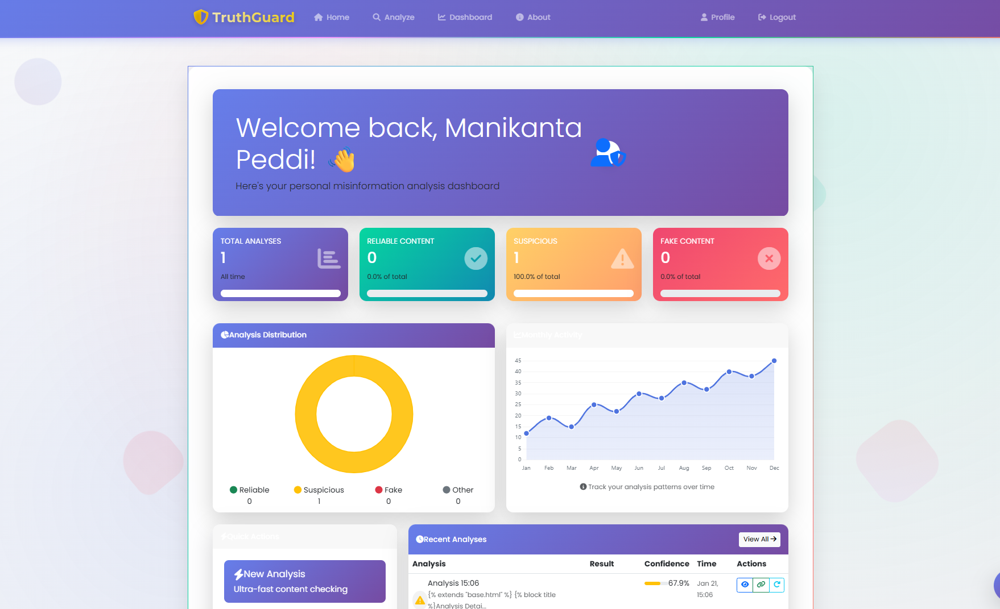 TruthGuard
Home
Analyze
Dashboard
About
Profile
Logout
Welcome back, Manikanta
Peddi! 👋
Here's your personal misinformation analysis dashboard
TOTAL ANALYSES
1
All time
RELIABLE CONTENT
0
0.0% of total
SUSPICIOUS
1
100.0% of total
FAKE CONTENT
0
0.0% of total
Analysis Distribution
Reliable
0
Suspicious
1
Fake
0
Other
0
Monthly Activity
45
40
35
30
25
20
15
10
5
0
Jan Feb Mar Apr May Jun Jul Aug Sep Oct Nov Dec
Track your analysis patterns over time
Quick Actions
New Analysis
Ultra-fast content checking
Recent Analyses
View All
Analysis Result Confidence Time Actions
Analysis 15:06
{% extends "base.html" %} {% block title
%}Analysis Detai...
67.9%
Jan 21,
15:06